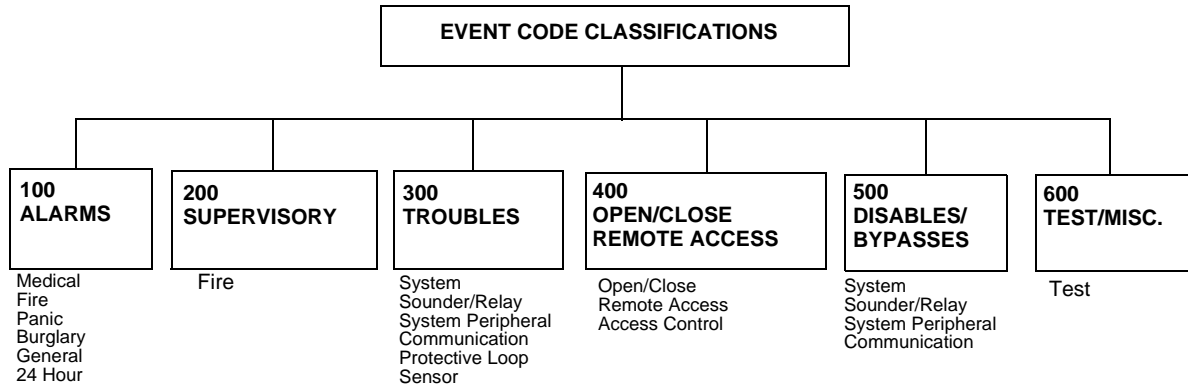 EVENT CODE CLASSIFICATIONS
100
ALARMS
Medical
Fire
Panic
Burglary
General
24 Hour
200
SUPERVISORY
Fire
300
TROUBLES
System
Sounder/Relay
System Peripheral
Communication
Protective Loop
Sensor
400
OPEN/CLOSE
REMOTE ACCESS
Open/Close
Remote Access
Access Control
500
DISABLES/
BYPASSES
System
Sounder/Relay
System Peripheral
Communication
600
TEST/MISC.
Test